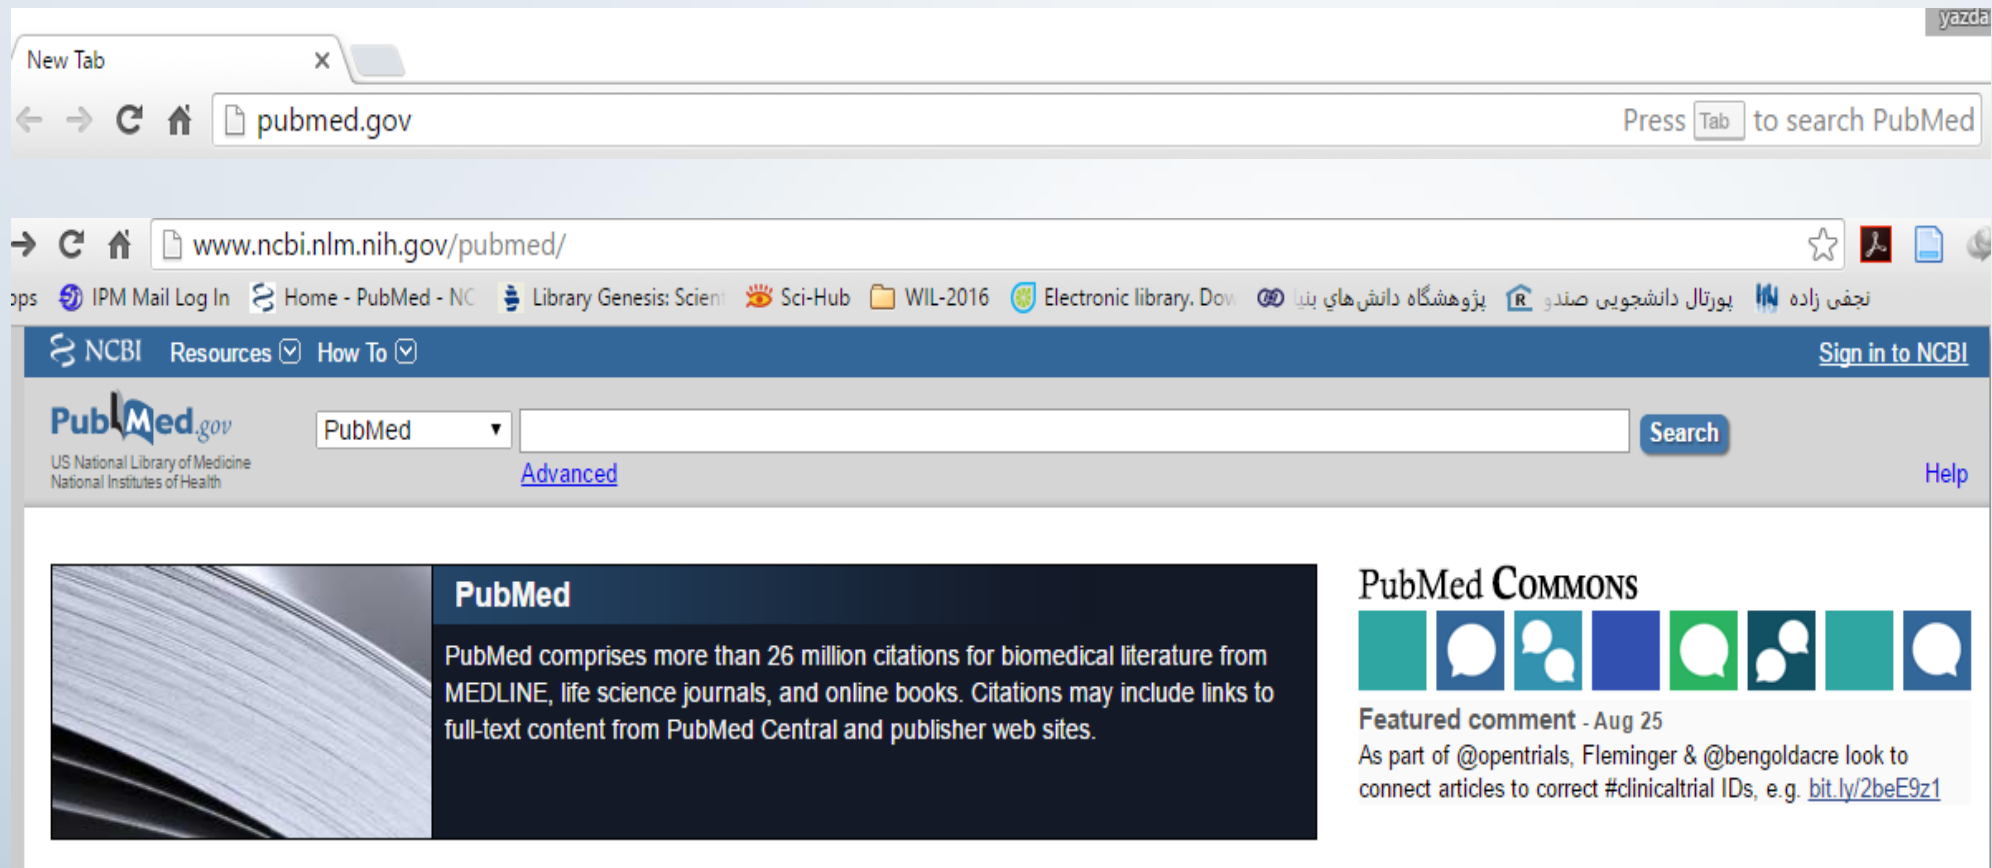 yazda
New Tab
pubmed.gov Press Tab to search PubMed
www.ncbi.nlm.nih.gov/pubmed/
IPM Mail Log In Home - PubMed - NC Library Genesis: Scien Sci-Hub WIL-2016 Electronic library. Dow پژوهشگاه دانش‌هاي بنيا پورتال دانشجویی صندو نجفی زاده
NCBI Resources How To Sign in to NCBI
PubMed.gov
US National Library of Medicine
National Institutes of Health
PubMed Search
Advanced Help
PubMed
PubMed comprises more than 26 million citations for biomedical literature from
MEDLINE, life science journals, and online books. Citations may include links to
full-text content from PubMed Central and publisher web sites.
PubMed COMMONS
Featured comment - Aug 25
As part of @opentrials, Fleminger & @bengoldacre look to
connect articles to correct #clinicaltrial IDs, e.g. bit.ly/2beE9z1